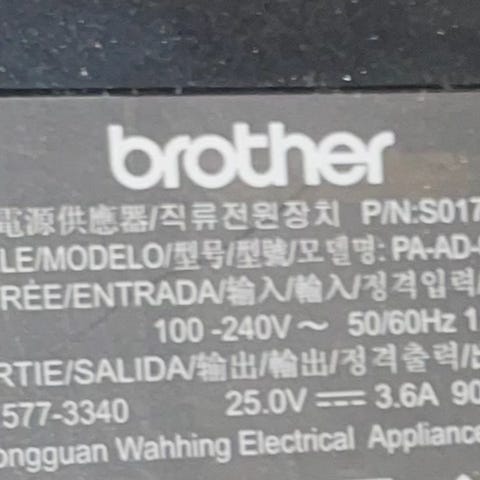 brother
電源供應器/직류전원장치 P/N:S017
LE/MODELO/型号/型號/모델명: PA-AD-
RÉE/ENTRADA/输入/輸入/정격입력/
100 -240V～ 50/60Hz 1
RTIE/SALIDA/输出/輸出/정격출력/
577-3340 25.0V ⎓ 3.6A 90
ongguan Wahhing Electrical Appliance